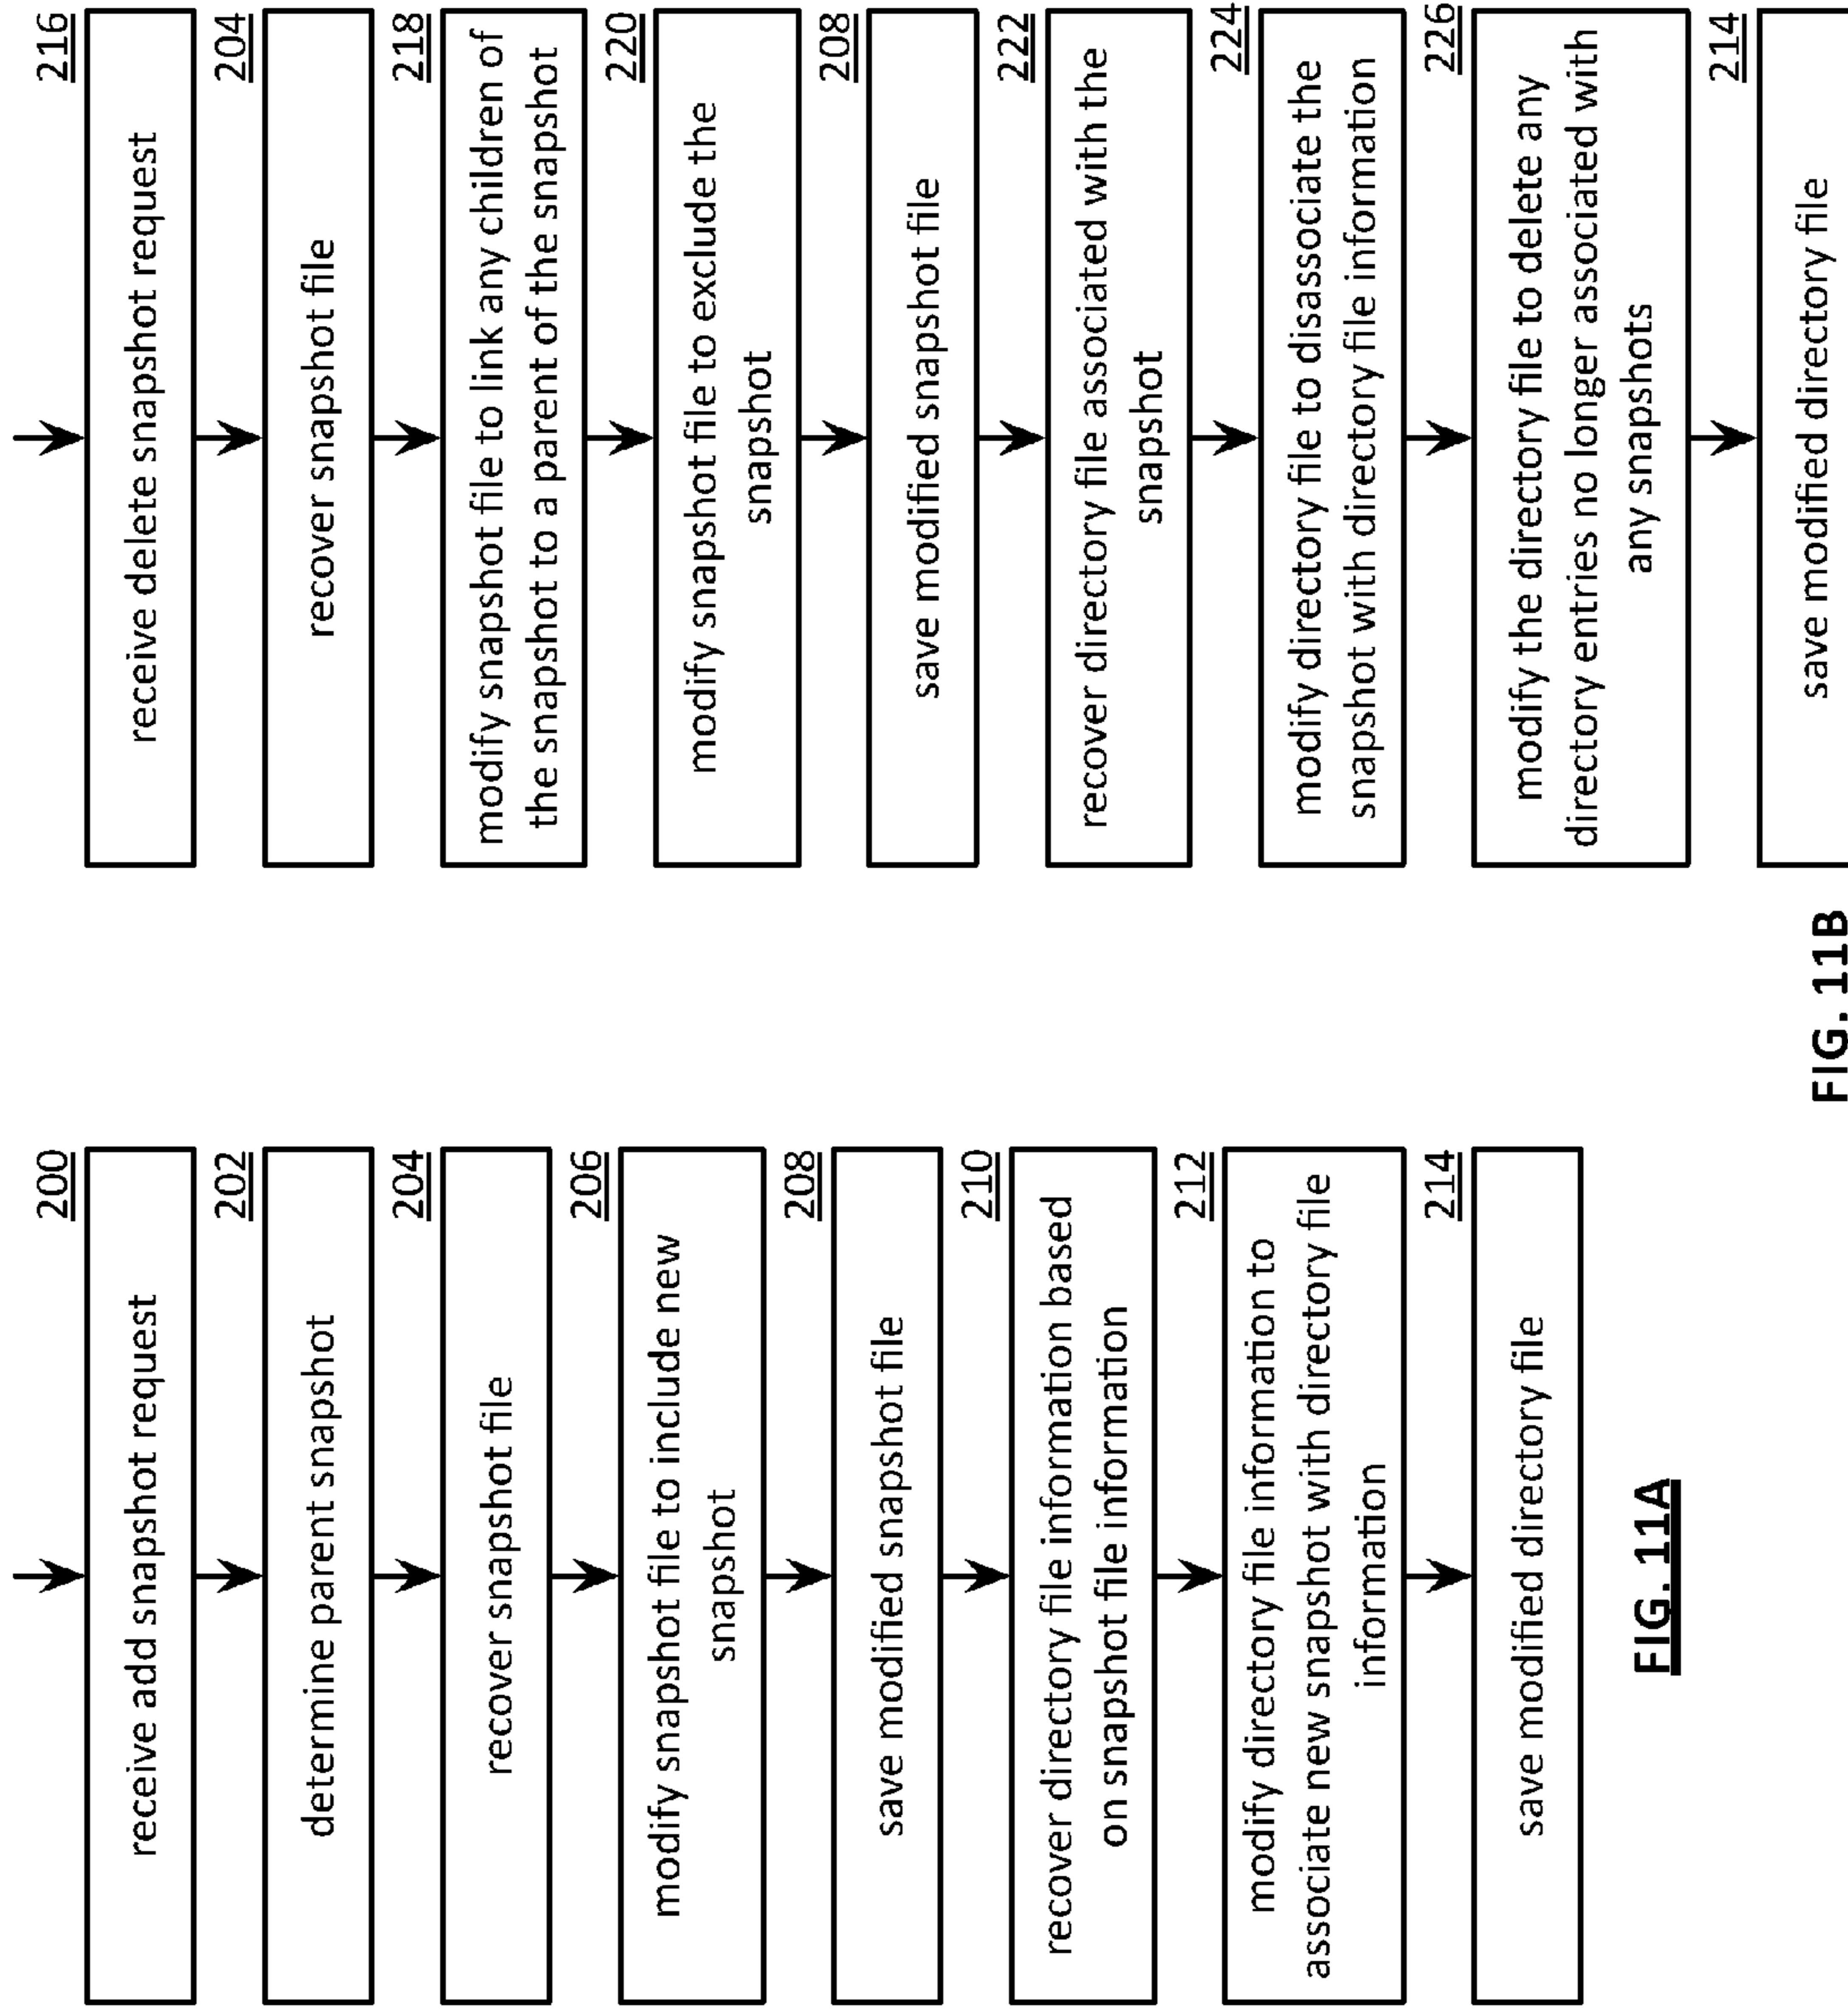 200
receive add snapshot request
202
determine parent snapshot
204
recover snapshot file
206
modify snapshot file to include new
snapshot
208
save modified snapshot file
210
recover directory file information based
on snapshot file information
212
modify directory file information to
associate new snapshot with directory file
information
214
save modified directory file
FIG. 11A
216
receive delete snapshot request
204
recover snapshot file
218
modify snapshot file to link any children of
the snapshot to a parent of the snapshot
220
modify snapshot file to exclude the
snapshot
208
save modified snapshot file
222
recover directory file associated with the
snapshot
224
modify directory file to disassociate the
snapshot with directory file information
226
modify the directory file to delete any
directory entries no longer associated with
any snapshots
214
save modified directory file
FIG. 11B